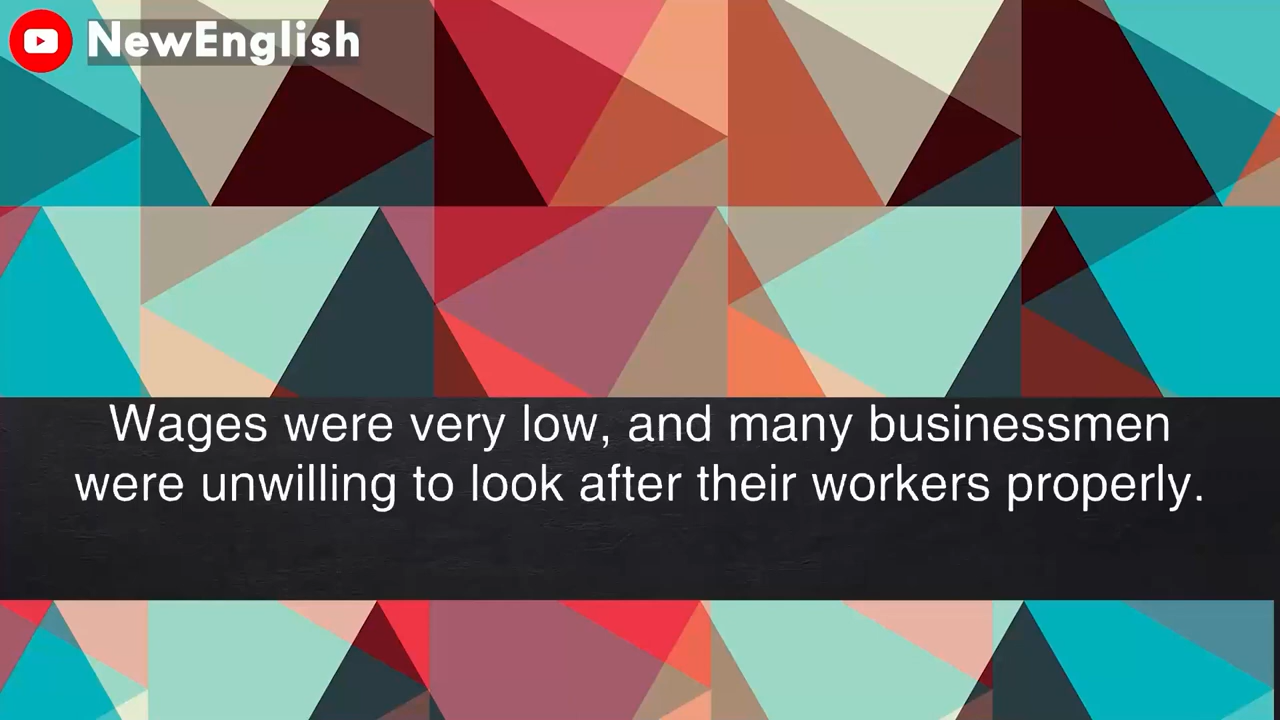 NewEnglish
Wages were very low, and many businessmen
were unwilling to look after their workers properly.